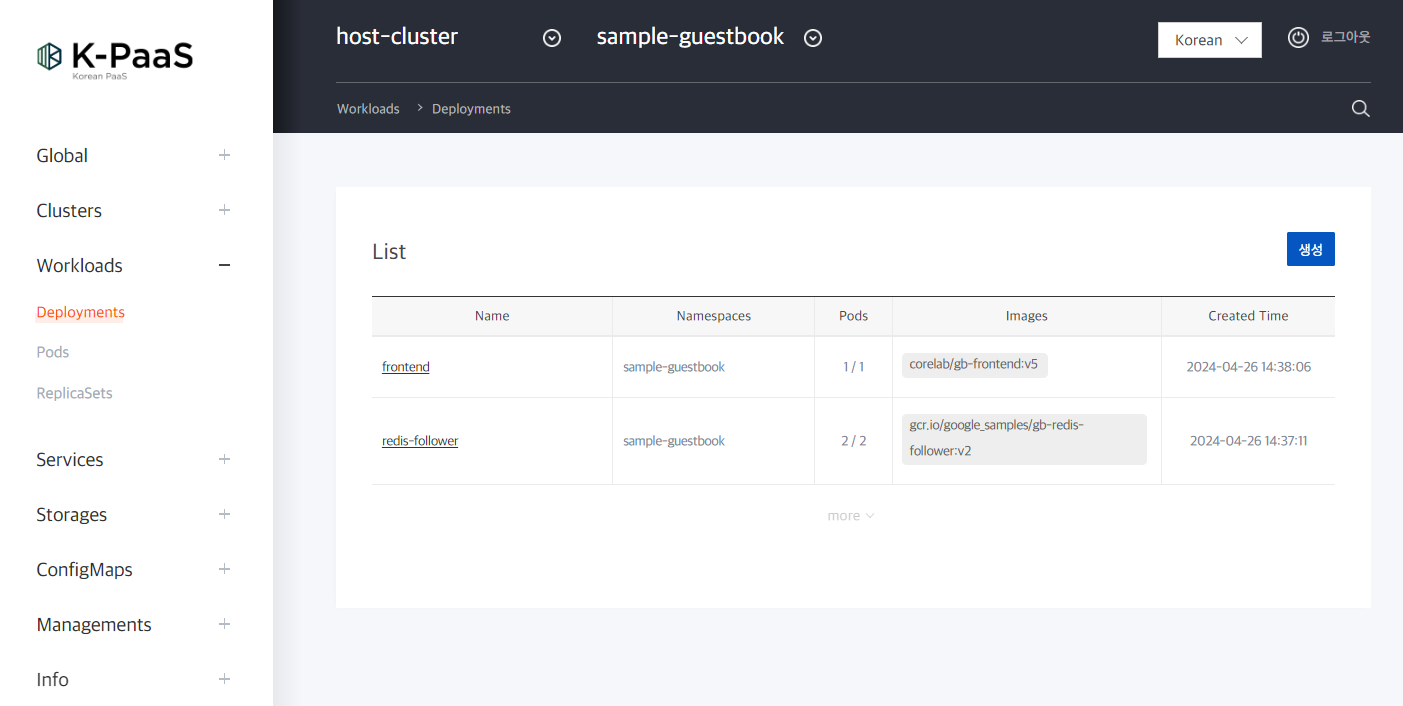 K-PaaS
Korean PaaS
host-cluster
sample-guestbook
Korean
로그아웃
Workloads > Deployments
Global
Clusters
Workloads
Deployments
Pods
ReplicaSets
Services
Storages
ConfigMaps
Managements
Info
List
생성
Name Namespaces Pods Images Created Time
frontend sample-guestbook 1 / 1 corelab/gb-frontend:v5 2024-04-26 14:38:06
redis-follower sample-guestbook 2 / 2 gcr.io/google_samples/gb-redis-
follower:v2 2024-04-26 14:37:11
more